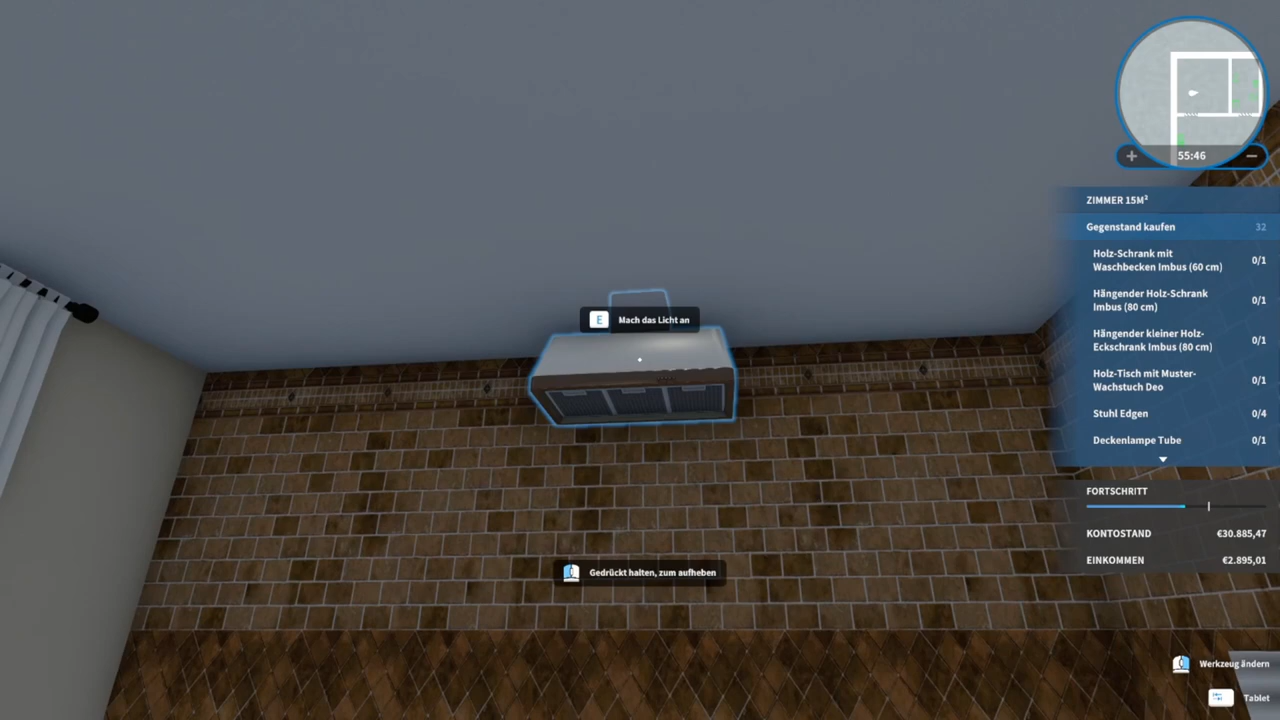 55:46
ZIMMER 15M²
Gegenstand kaufen 32
Holz-Schrank mit
Waschbecken Imbus (60 cm) 0/1
Hängender Holz-Schrank
Imbus (80 cm) 0/1
Hängender kleiner Holz-
Eckschrank Imbus (80 cm) 0/1
Holz-Tisch mit Muster-
Wachstuch Deo 0/1
Stuhl Edgen 0/4
Deckenlampe Tube 0/1
E Mach das Licht an
FORTSCHRITT
KONTOSTAND €30.885,47
EINKOMMEN €2.895,01
Gedrückt halten, zum aufheben
Werkzeug ändern
Tablet